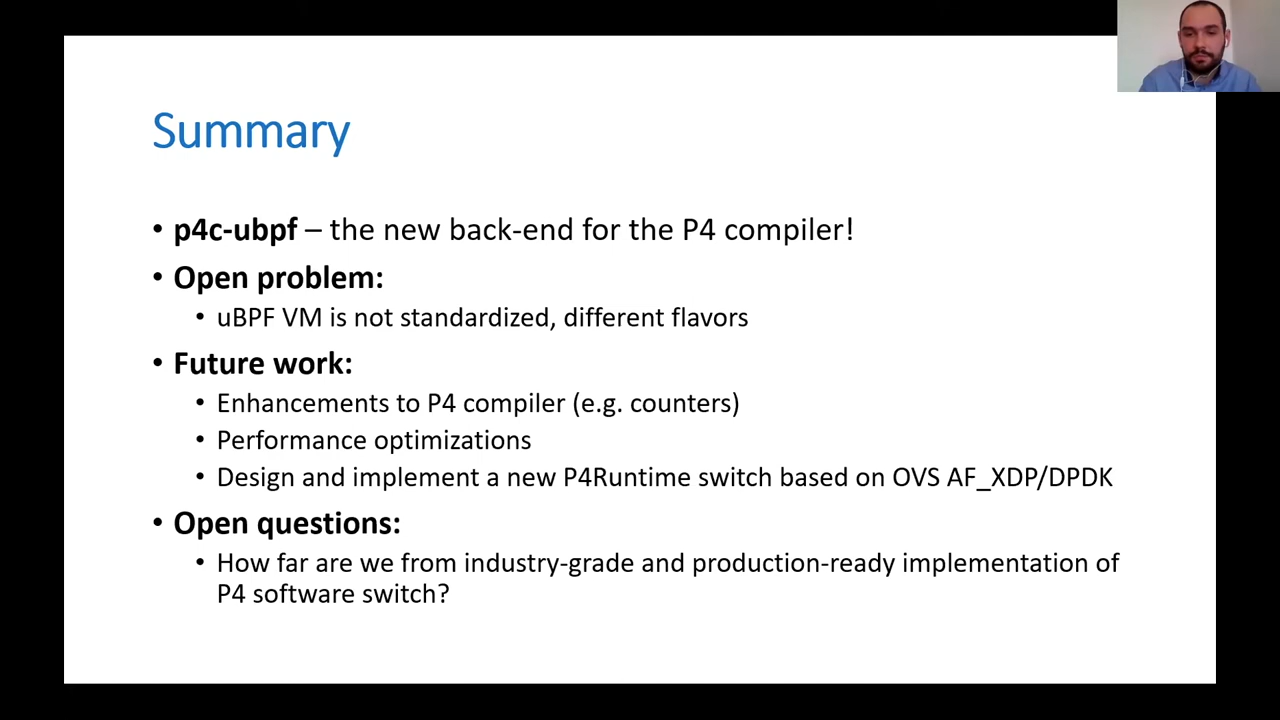 Summary
• p4c-ubpf – the new back-end for the P4 compiler!
• Open problem:
• uBPF VM is not standardized, different flavors
• Future work:
• Enhancements to P4 compiler (e.g. counters)
• Performance optimizations
• Design and implement a new P4Runtime switch based on OVS AF_XDP/DPDK
• Open questions:
• How far are we from industry-grade and production-ready implementation of
P4 software switch?